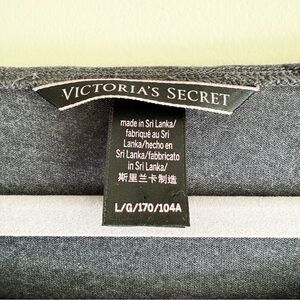 VICTORIA'S SECRET
made in Sri Lanka/
fabriqué au Sri
Lanka/hecho en
Sri Lanka/fabbricato
in Sri Lanka/
斯里兰卡制造
L/G/170/104A